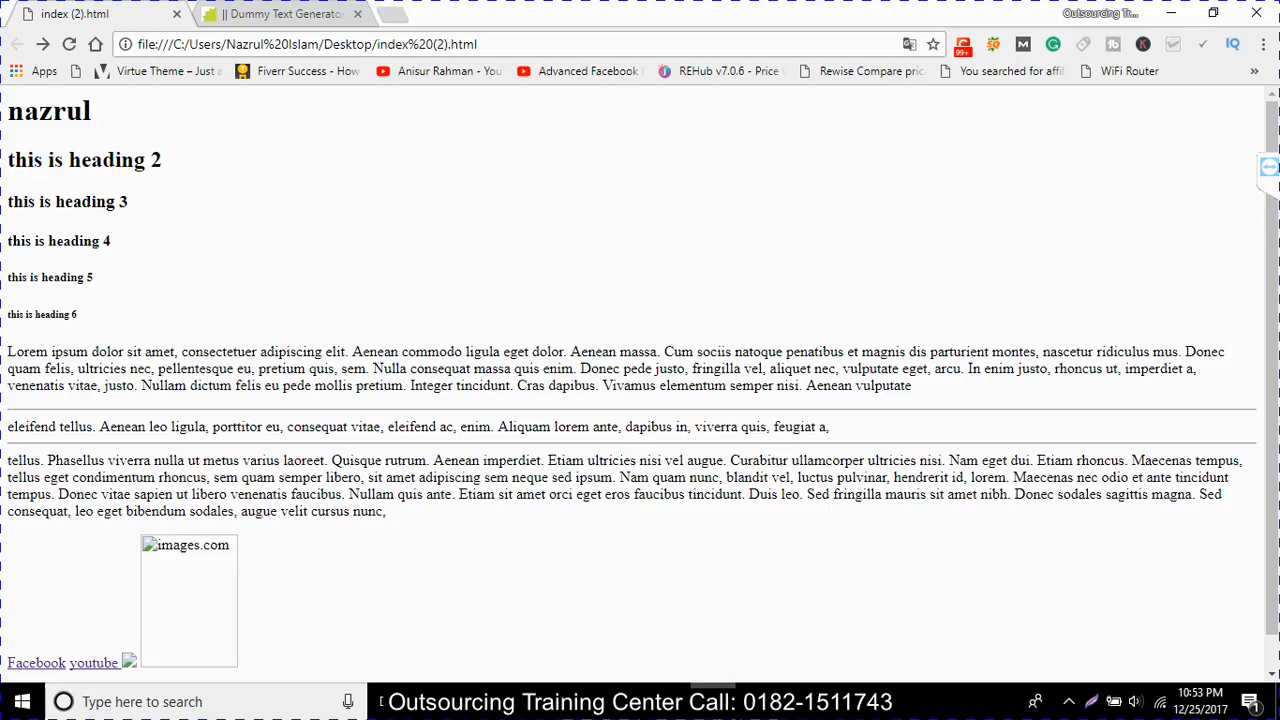 index (2).html
|| Dummy Text Generator
Outsourcing Tr...
file:///C:/Users/Nazrul%20Islam/Desktop/index%20(2).html
99+
IQ
Apps
Virtue Theme – Just a
Fiverr Success - How
Anisur Rahman - You
Advanced Facebook
REHub v7.0.6 - Price C
Rewise Compare pric
You searched for affil
WiFi Router
»
nazrul
this is heading 2
this is heading 3
this is heading 4
this is heading 5
this is heading 6
Lorem ipsum dolor sit amet, consectetuer adipiscing elit. Aenean commodo ligula eget dolor. Aenean massa. Cum sociis natoque penatibus et magnis dis parturient montes, nascetur ridiculus mus. Donec
quam felis, ultricies nec, pellentesque eu, pretium quis, sem. Nulla consequat massa quis enim. Donec pede justo, fringilla vel, aliquet nec, vulputate eget, arcu. In enim justo, rhoncus ut, imperdiet a,
venenatis vitae, justo. Nullam dictum felis eu pede mollis pretium. Integer tincidunt. Cras dapibus. Vivamus elementum semper nisi. Aenean vulputate
eleifend tellus. Aenean leo ligula, porttitor eu, consequat vitae, eleifend ac, enim. Aliquam lorem ante, dapibus in, viverra quis, feugiat a,
tellus. Phasellus viverra nulla ut metus varius laoreet. Quisque rutrum. Aenean imperdiet. Etiam ultricies nisi vel augue. Curabitur ullamcorper ultricies nisi. Nam eget dui. Etiam rhoncus. Maecenas tempus,
tellus eget condimentum rhoncus, sem quam semper libero, sit amet adipiscing sem neque sed ipsum. Nam quam nunc, blandit vel, luctus pulvinar, hendrerit id, lorem. Maecenas nec odio et ante tincidunt
tempus. Donec vitae sapien ut libero venenatis faucibus. Nullam quis ante. Etiam sit amet orci eget eros faucibus tincidunt. Duis leo. Sed fringilla mauris sit amet nibh. Donec sodales sagittis magna. Sed
consequat, leo eget bibendum sodales, augue velit cursus nunc,
images.com
Facebook youtube
Type here to search
Outsourcing Training Center Call: 0182-1511743
10:53 PM
12/25/2017
1